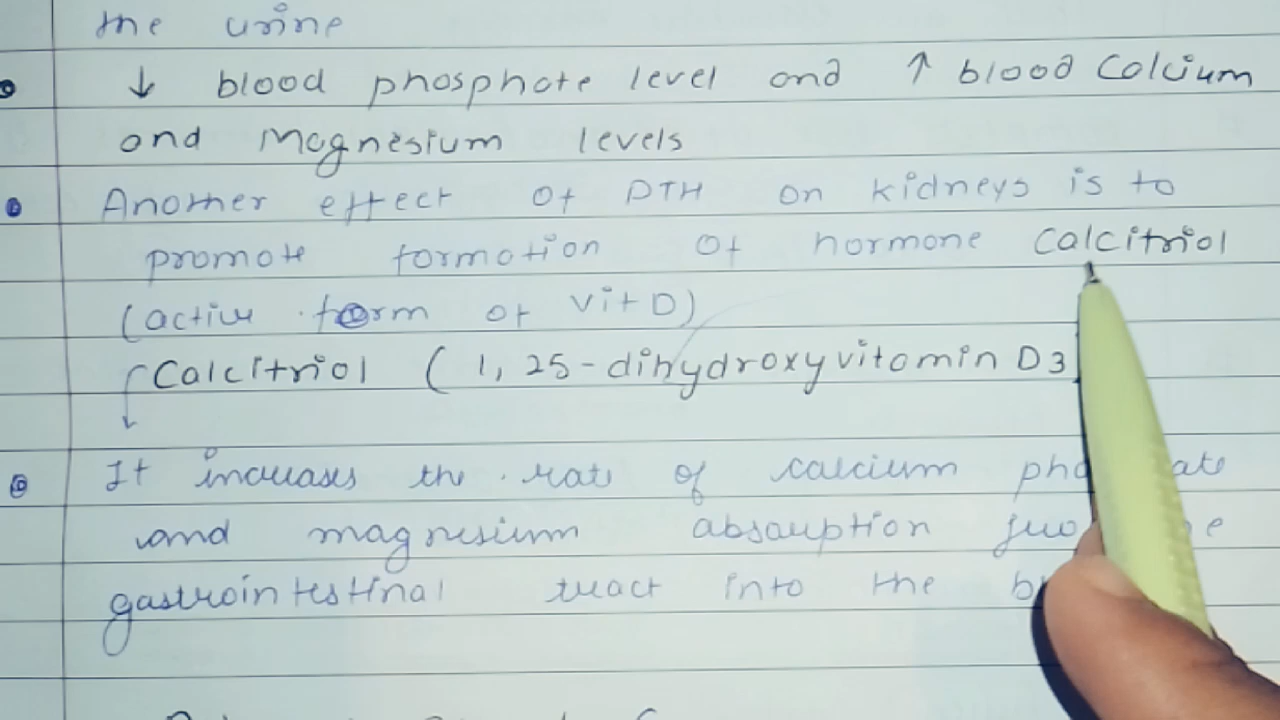 the urine
↓ blood phosphate level and ↑ blood Calcium
and Magnesium levels
Another effect of PTH on kidneys is to
promote formation of hormone Calcitriol
(active form of Vit D)
Calcitriol ( 1, 25-dihydroxyvitamin D3
It increases the rate of calcium
and magnesium absorption
gastrointestinal tract into the